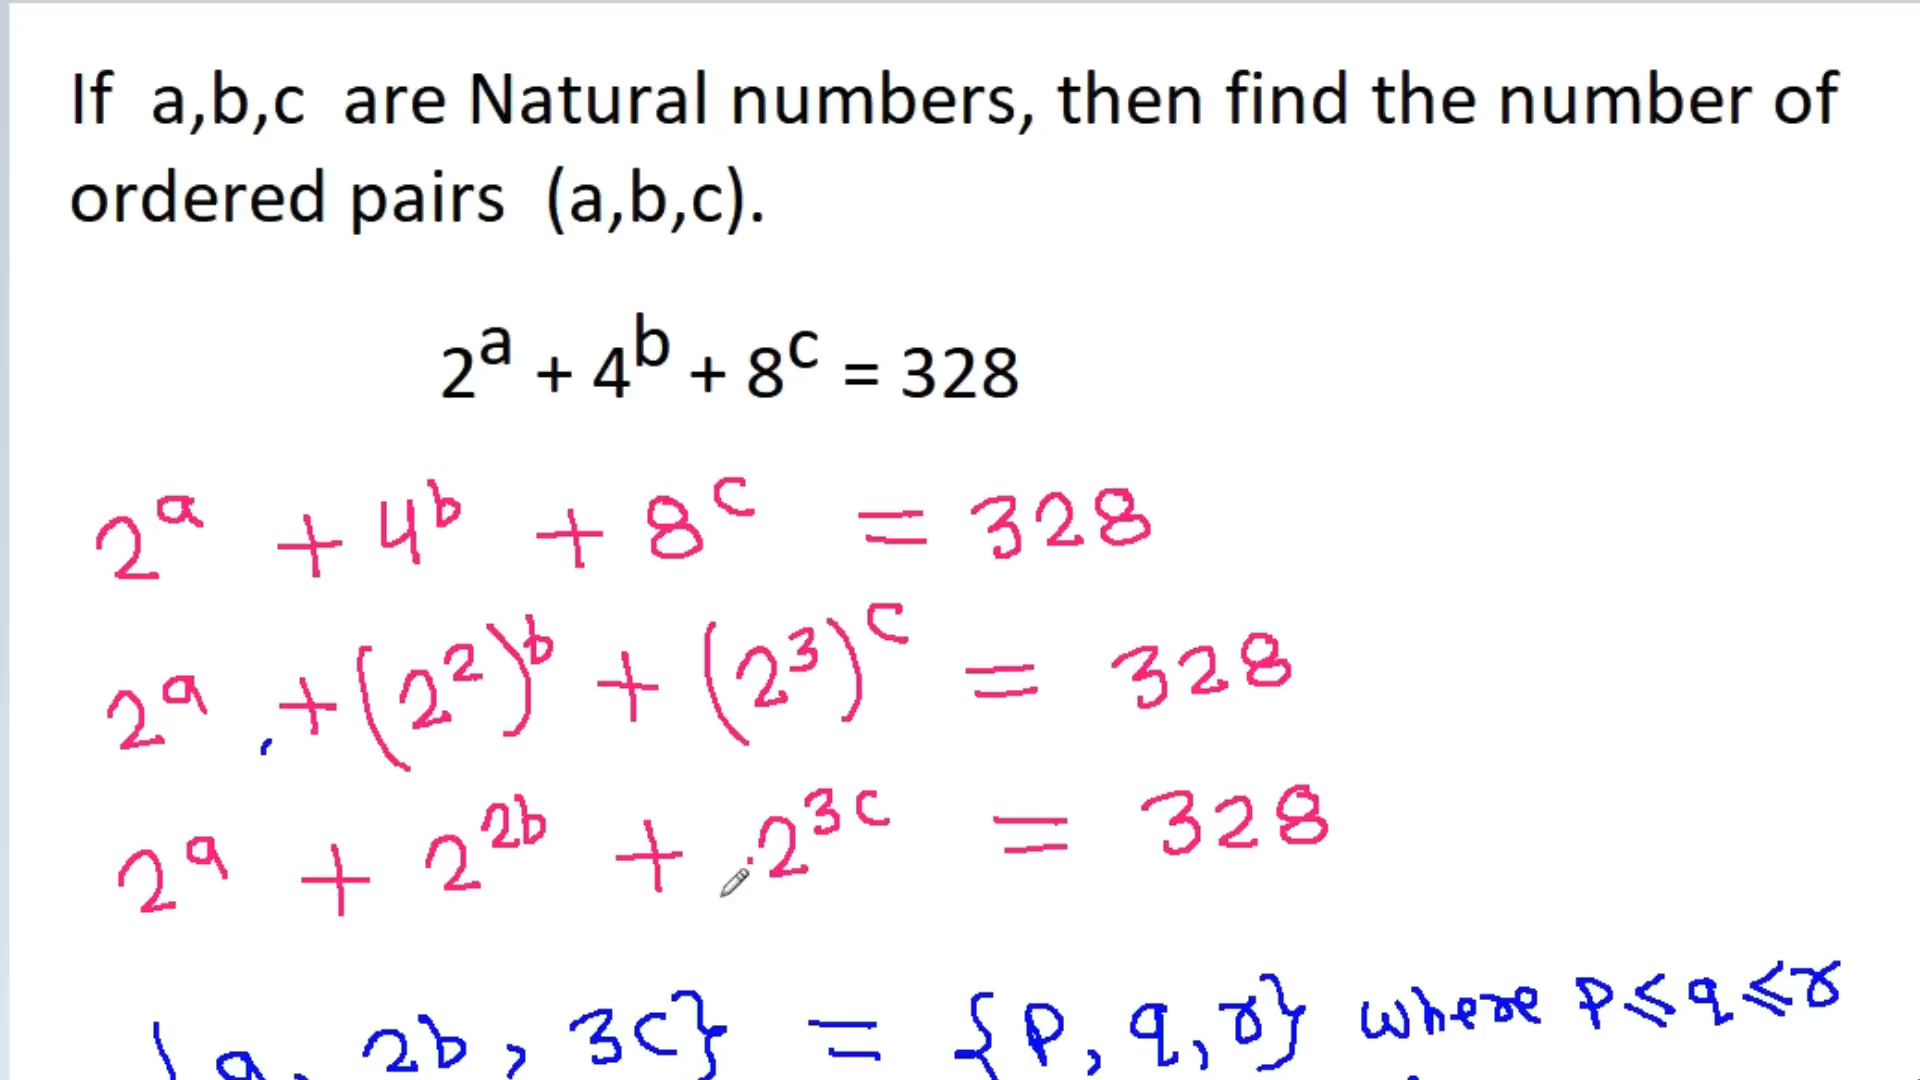 If a,b,c are Natural numbers, then find the number of
ordered pairs (a,b,c).
2^a + 4^b + 8^c = 328
2^a + 4^b + 8^c = 328
2^a + (2^2)^b + (2^3)^c = 328
2^a + 2^2b + 2^3c = 328
{a, 2b, 3c} = {p, q, r} where p ≤ q ≤ r